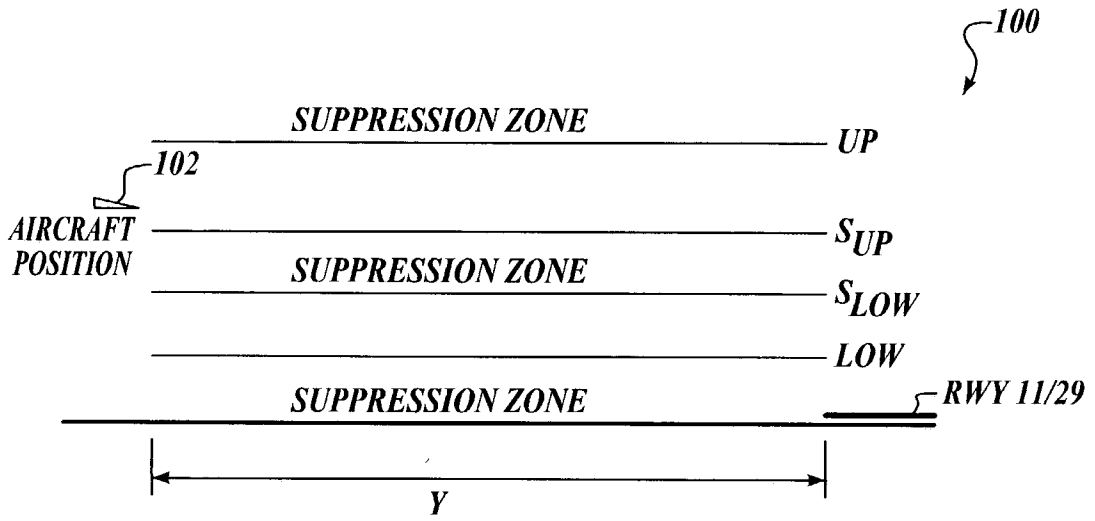 100
SUPPRESSION ZONE
UP
102
AIRCRAFT
POSITION
S_UP
SUPPRESSION ZONE
S_LOW
LOW
SUPPRESSION ZONE
RWY 11/29
Y